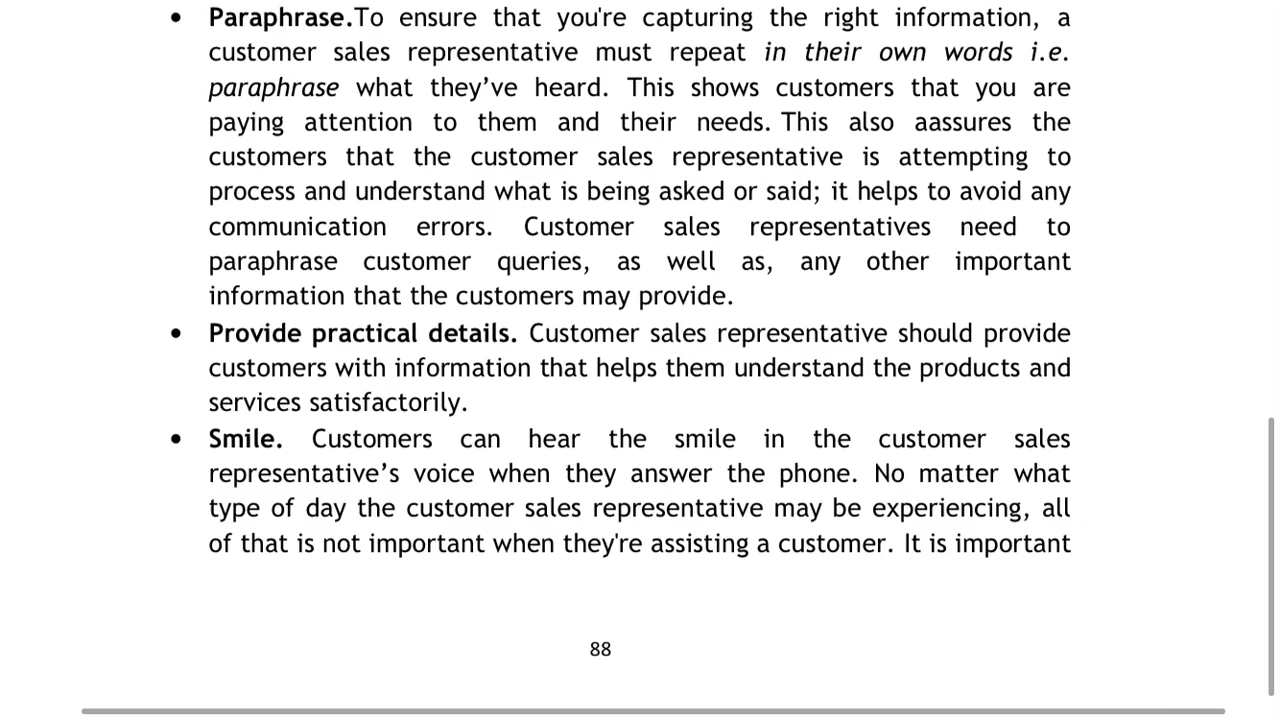 • Paraphrase.To ensure that you're capturing the right information, a
customer sales representative must repeat in their own words i.e.
paraphrase what they’ve heard. This shows customers that you are
paying attention to them and their needs. This also aassures the
customers that the customer sales representative is attempting to
process and understand what is being asked or said; it helps to avoid any
communication errors. Customer sales representatives need to
paraphrase customer queries, as well as, any other important
information that the customers may provide.
• Provide practical details. Customer sales representative should provide
customers with information that helps them understand the products and
services satisfactorily.
• Smile. Customers can hear the smile in the customer sales
representative’s voice when they answer the phone. No matter what
type of day the customer sales representative may be experiencing, all
of that is not important when they're assisting a customer. It is important
88